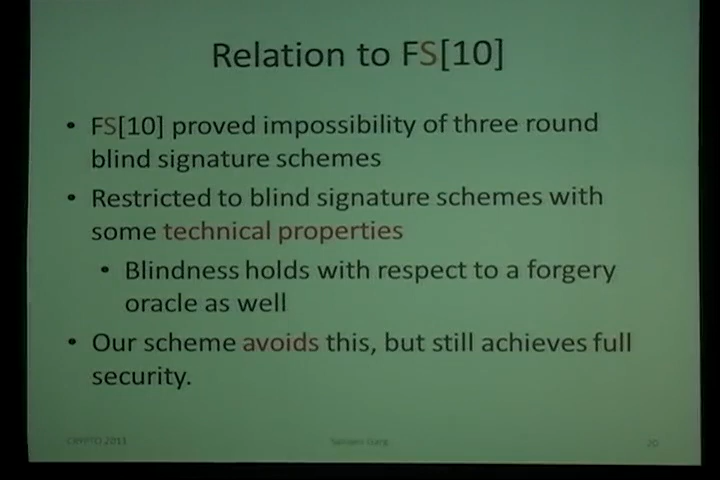 Relation to FS[10]
• FS[10] proved impossibility of three round
blind signature schemes
• Restricted to blind signature schemes with
some technical properties
• Blindness holds with respect to a forgery
oracle as well
• Our scheme avoids this, but still achieves full
security.
CRYPTO 2011
Sanjam Garg
20